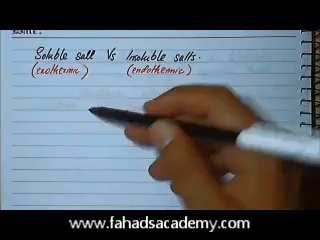 Soluble salt Vs Insoluble salts.
(exothermic) (endothermic)
www.fahadsacademy.com